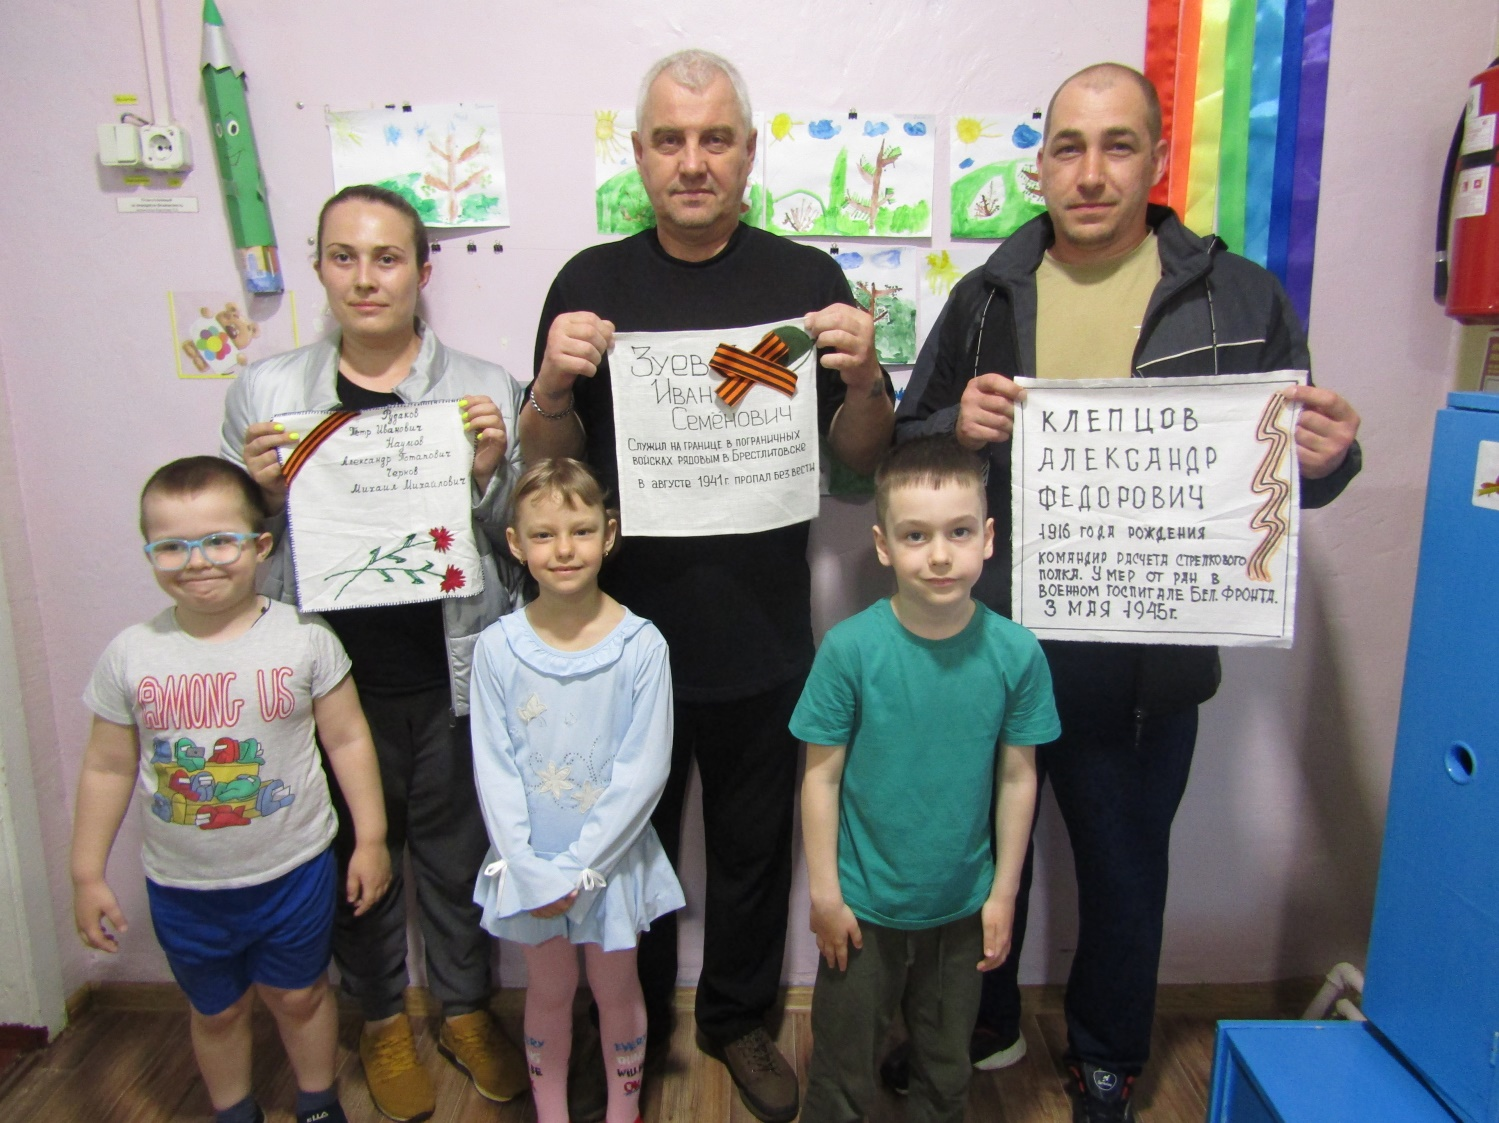 Рудаков
Петр Иванович
Наумов
Александр Потапович
Чернов
Михаил Михайлович
Зуев
Иван
Семёнович
Служил на границе в пограничных
войсках рядовым в Брестлитовске
в августе 1941 г. пропал без вести
КЛЕПЦОВ
АЛЕКСАНДР
ФЕДОРОВИЧ
1916 ГОДА РОЖДЕНИЯ
КОМАНДИР РАСЧЕТА СТРЕЛКОВОГО
ПОЛКА. УМЕР ОТ РАН В
ВОЕННОМ ГОСПИТАЛЕ БЕЛ. ФРОНТА.
3 МАЯ 1945г.
AMONG US